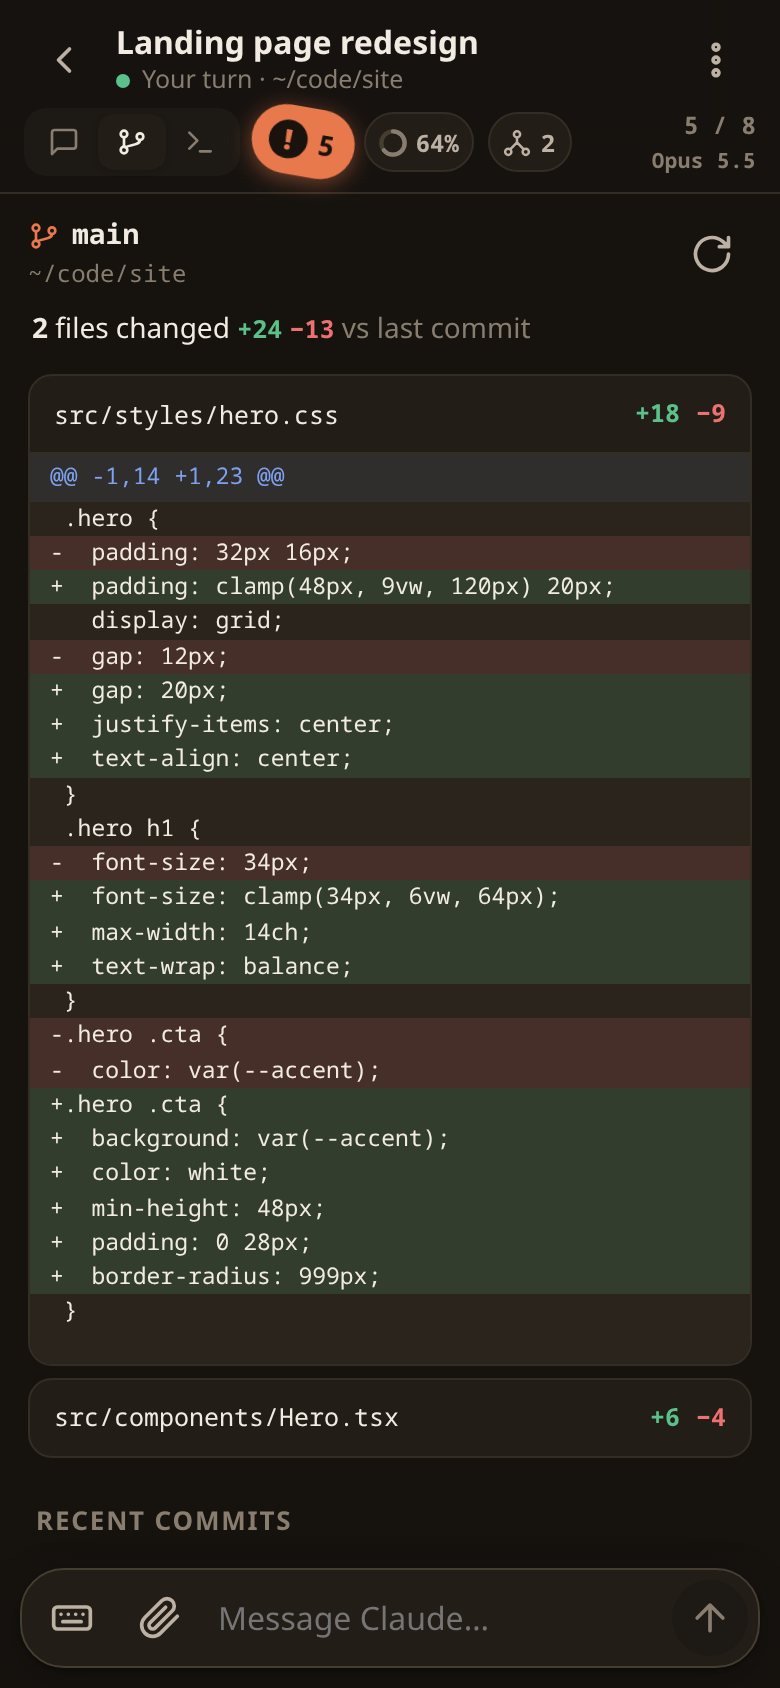 Landing page redesign
Your turn · ~/code/site
! 5
64%
2
5 / 8
Opus 5.5
main
~/code/site
2 files changed +24 −13 vs last commit
src/styles/hero.css +18 −9
@@ -1,14 +1,23 @@
 .hero {
-  padding: 32px 16px;
+  padding: clamp(48px, 9vw, 120px) 20px;
   display: grid;
-  gap: 12px;
+  gap: 20px;
+  justify-items: center;
+  text-align: center;
 }
 .hero h1 {
-  font-size: 34px;
+  font-size: clamp(34px, 6vw, 64px);
+  max-width: 14ch;
+  text-wrap: balance;
 }
-.hero .cta {
-  color: var(--accent);
+.hero .cta {
+  background: var(--accent);
+  color: white;
+  min-height: 48px;
+  padding: 0 28px;
+  border-radius: 999px;
 }
src/components/Hero.tsx +6 −4
RECENT COMMITS
Message Claude...